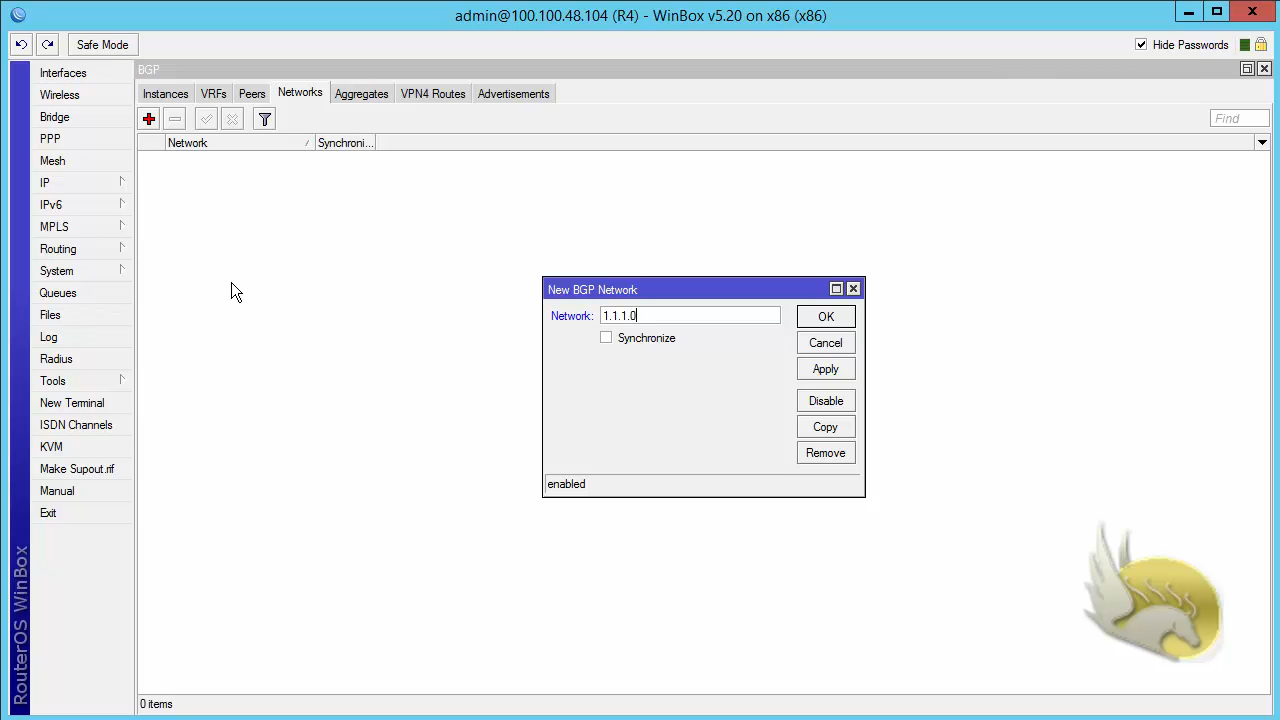 admin@100.100.48.104 (R4) - WinBox v5.20 on x86 (x86)
Safe Mode
Hide Passwords
Interfaces
Wireless
Bridge
PPP
Mesh
IP
IPv6
MPLS
Routing
System
Queues
Files
Log
Radius
Tools
New Terminal
ISDN Channels
KVM
Make Supout.rif
Manual
Exit
RouterOS WinBox
BGP
Instances VRFs Peers Networks Aggregates VPN4 Routes Advertisements
Find
Network Synchroni...
New BGP Network
Network: 1.1.1.0
Synchronize
OK
Cancel
Apply
Disable
Copy
Remove
enabled
0 items